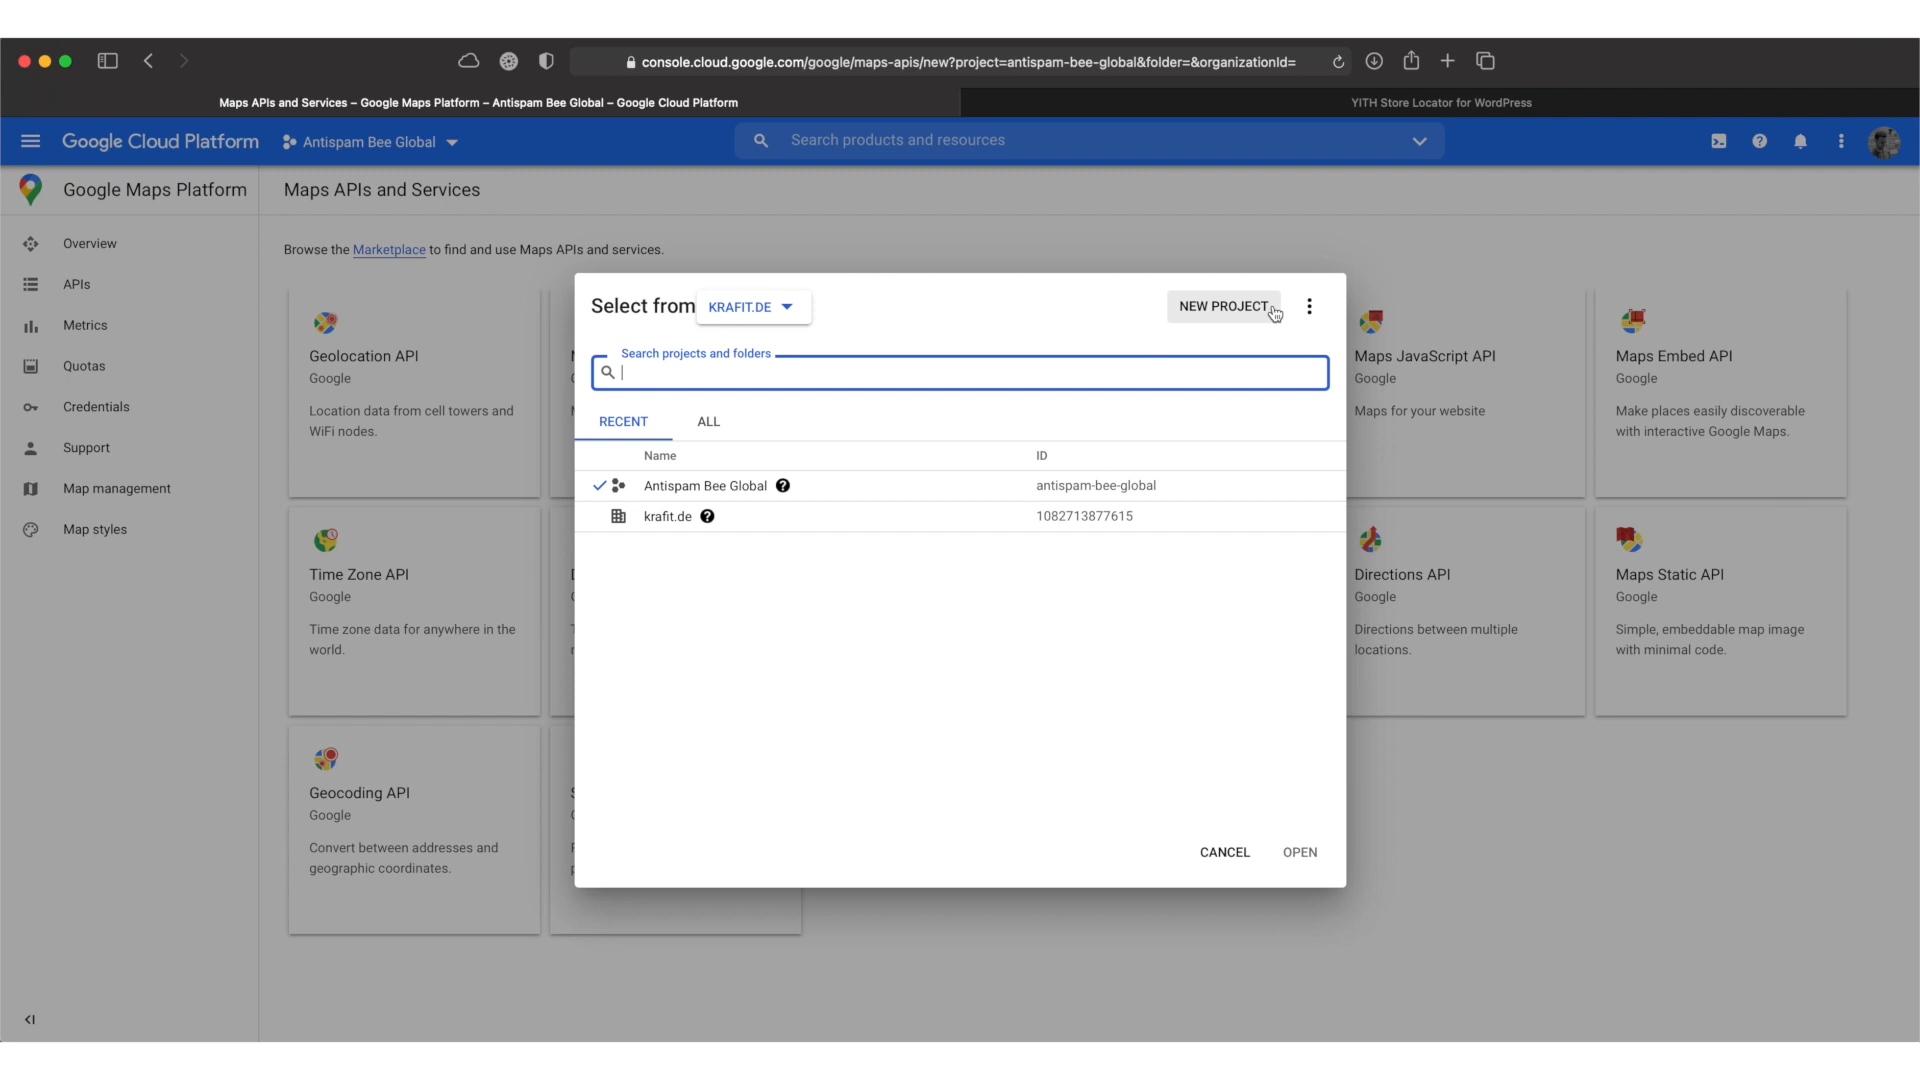 console.cloud.google.com/google/maps-apis/new?project=antispam-bee-global&folder=&organizationId=
Maps APIs and Services – Google Maps Platform – Antispam Bee Global – Google Cloud Platform
YITH Store Locator for WordPress
Google Cloud Platform
Antispam Bee Global
Search products and resources
Google Maps Platform
Maps APIs and Services
Overview
APIs
Metrics
Quotas
Credentials
Support
Map management
Map styles
Browse the Marketplace to find and use Maps APIs and services.
Select from
KRAFIT.DE
NEW PROJECT
Search projects and folders
RECENT
ALL
Name
ID
Antispam Bee Global
antispam-bee-global
krafit.de
1082713877615
CANCEL
OPEN
Geolocation API
Google
Location data from cell towers and
WiFi nodes.
Maps JavaScript API
Google
Maps for your website
Maps Embed API
Google
Make places easily discoverable
with interactive Google Maps.
Time Zone API
Google
Time zone data for anywhere in the
world.
Directions API
Google
Directions between multiple
locations.
Maps Static API
Google
Simple, embeddable map image
with minimal code.
Geocoding API
Google
Convert between addresses and
geographic coordinates.